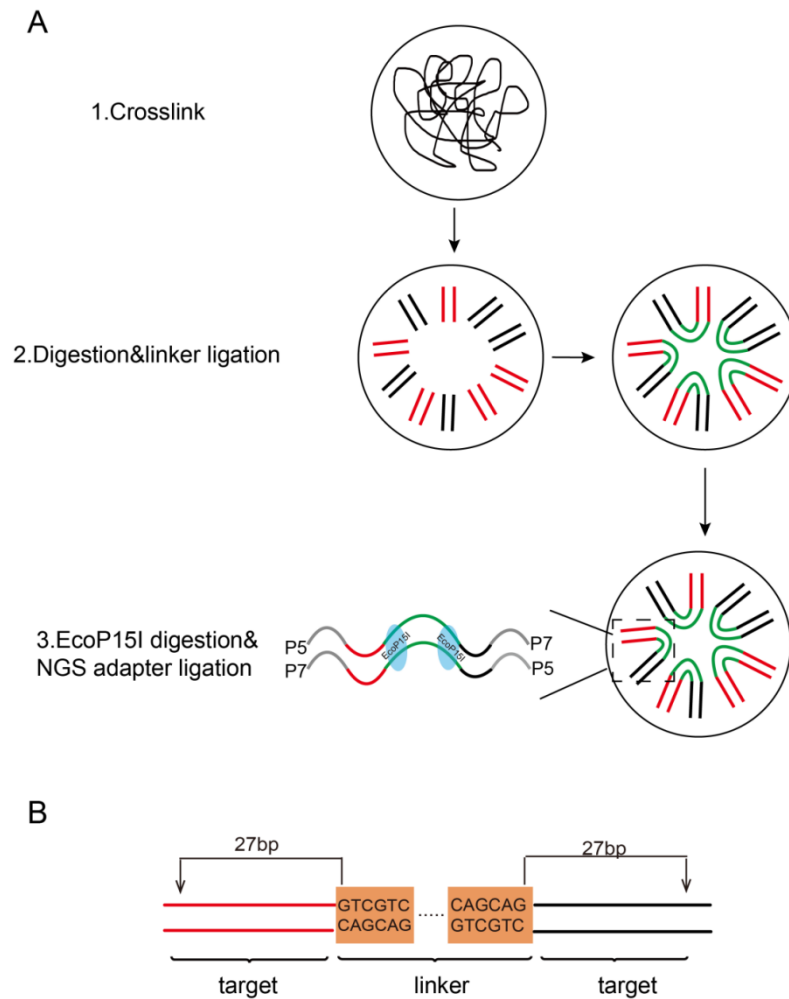 A
1.Crosslink
2.Digestion&linker ligation
3.EcoP15I digestion&
NGS adapter ligation
P5
P7
EcoP15I
EcoP15I
P7
P5
B
27bp
27bp
GTCGTC
CAGCAG
.....
CAGCAG
GTCGTC
target
linker
target